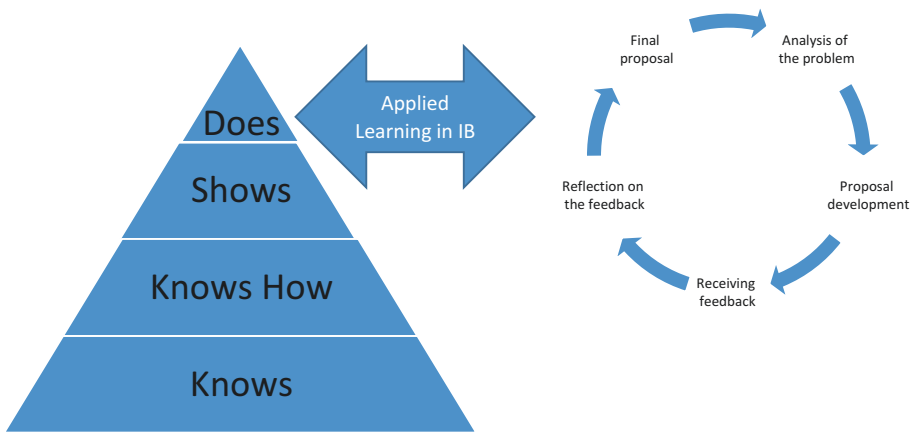 Does
Shows
Knows How
Knows
Applied
Learning in IB
Final
proposal
Analysis of
the problem
Proposal
development
Receiving
feedback
Reflection on
the feedback